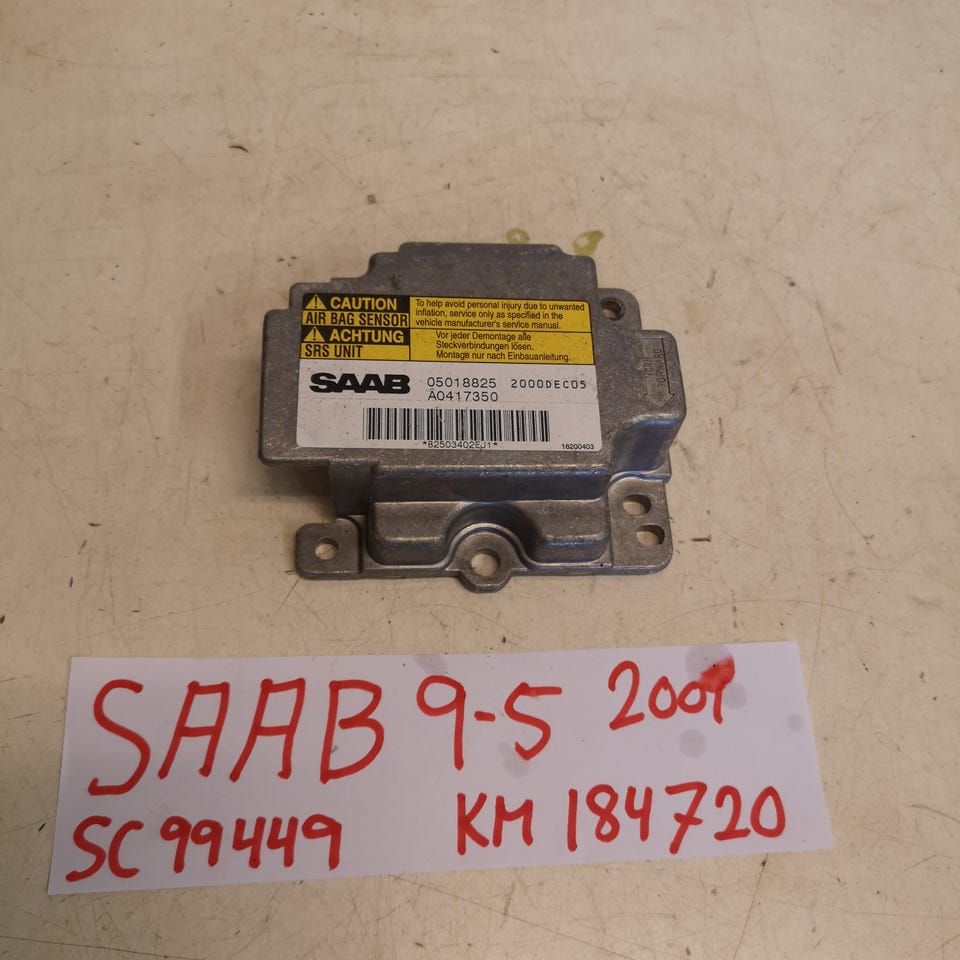 CAUTION
AIR BAG SENSOR
To help avoid personal injury due to unwanted
inflation, service only as specified in the
vehicle manufacturer's service manual.
ACHTUNG
SRS UNIT
Vor jeder Demontage alle
Steckverbindungen lösen.
Montage nur nach Einbauanleitung.
SAAB 05018825 2000DEC05
A0417350
*82503402EJ1*
16200403
FORWARD
SAAB 9-5
SC 99449 KM 184720